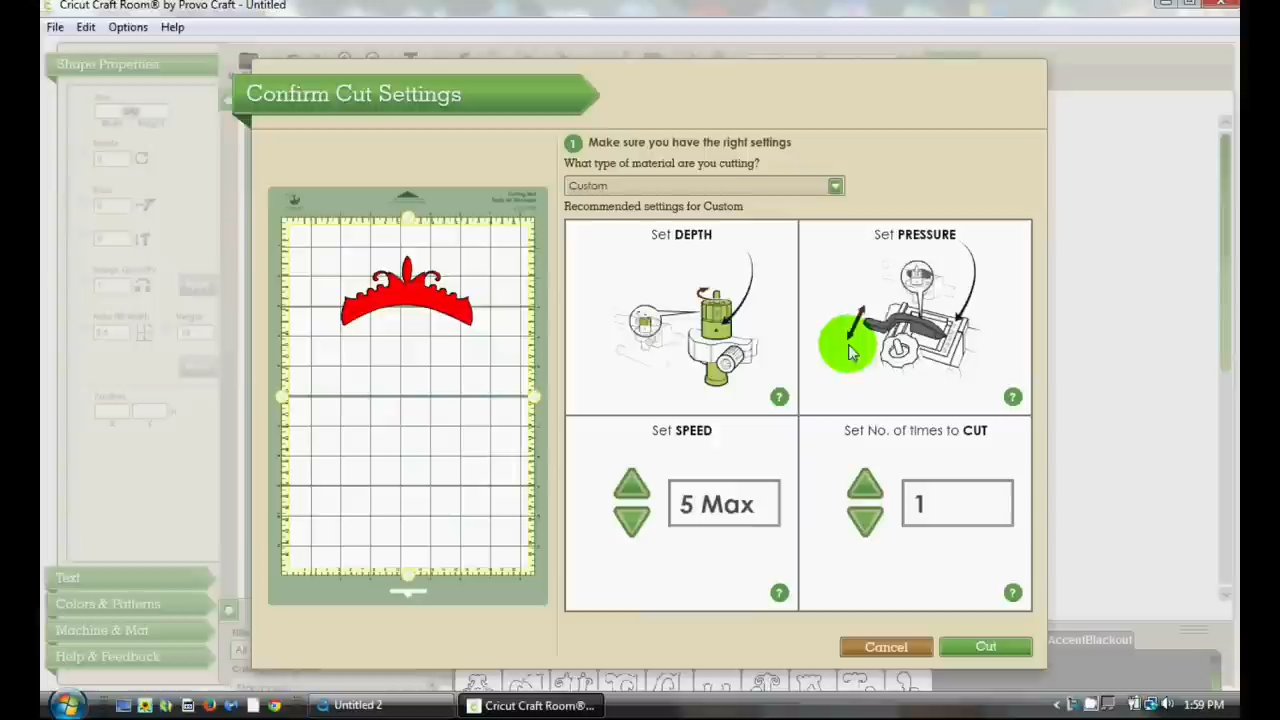 Cricut Craft Room® by Provo Craft - Untitled
File Edit Options Help
Shape Properties
Confirm Cut Settings
1 Make sure you have the right settings
What type of material are you cutting?
Custom
Recommended settings for Custom
Set DEPTH
Set PRESSURE
?
?
Set SPEED
Set No. of times to CUT
5 Max
1
?
?
Text
Colors & Patterns
Machine & Mat
Help & Feedback
Cancel
Cut
AccentBlackout
All
Untitled 2
Cricut Craft Room®...
1:59 PM